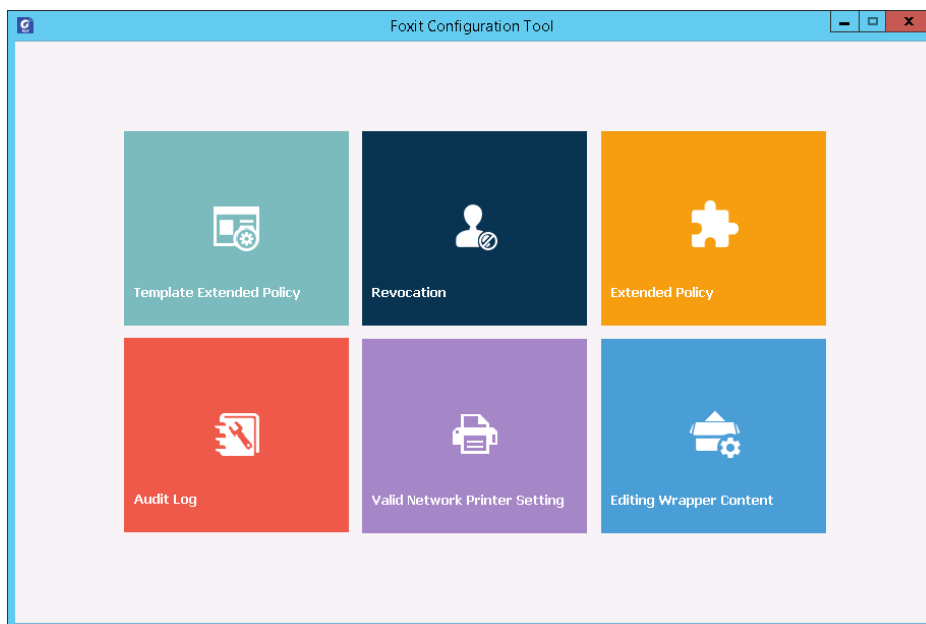 Foxit Configuration Tool
Template Extended Policy
Revocation
Extended Policy
Audit Log
Valid Network Printer Setting
Editing Wrapper Content